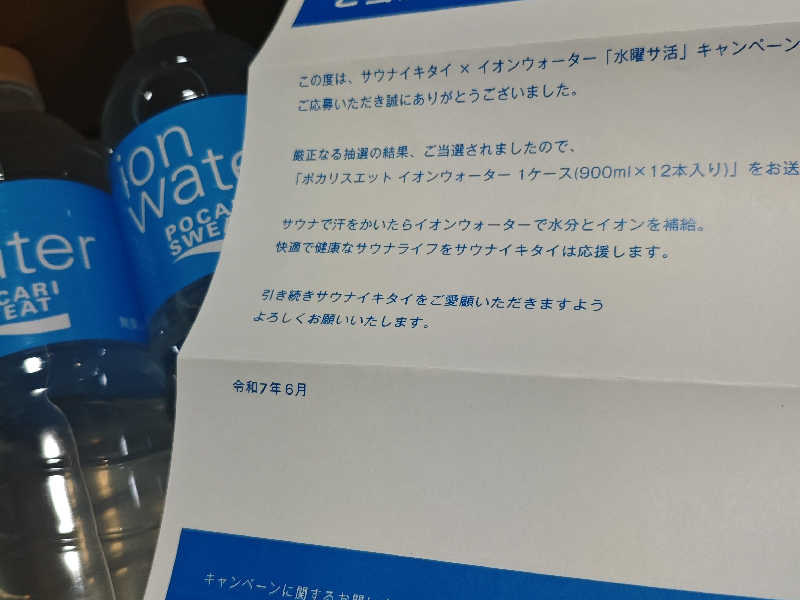 この度は、サウナイキタイ × イオンウォーター「水曜サ活」キャンペーン
ご応募いただき誠にありがとうございました。
厳正なる抽選の結果、ご当選されましたので、
「ポカリスエット イオンウォーター 1ケース(900ml×12本入り)」をお送
サウナで汗をかいたらイオンウォーターで水分とイオンを補給。
快適で健康なサウナライフをサウナイキタイは応援します。
引き続きサウナイキタイをご愛顧いただきますよう
よろしくお願いいたします。
令和7年6月
キャンペーンに関するお問い
ion
water
POCARI
SWEAT
water
POCARI
SWEAT